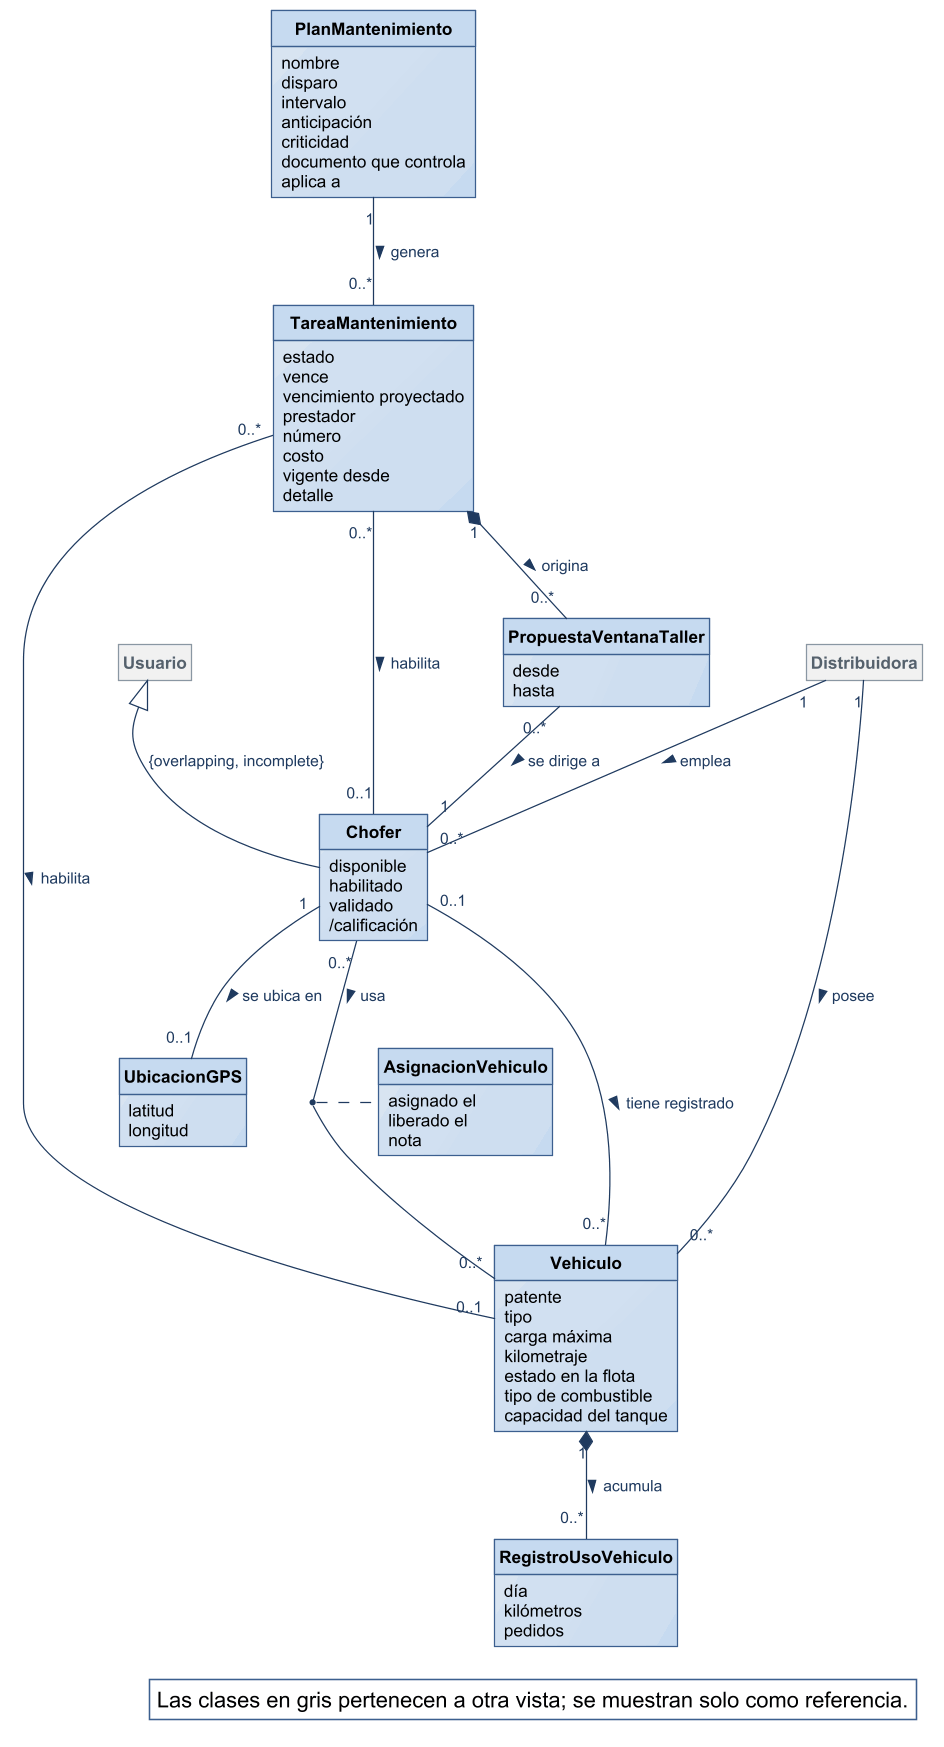 PlanMantenimiento
nombre
disparo
intervalo
anticipación
criticidad
documento que controla
aplica a
1
genera
0..*
TareaMantenimiento
estado
vence
vencimiento proyectado
prestador
número
costo
vigente desde
detalle
0..*
0..*
1
origina
0..*
PropuestaVentanaTaller
desde
hasta
Usuario
habilita
Distribuidora
1
1
0..*
{overlapping, incomplete}
se dirige a
emplea
0..1
1
0..*
Chofer
disponible
habilitado
validado
/calificación
habilita
1
0..1
0..*
se ubica en
usa
posee
0..1
UbicacionGPS
latitud
longitud
AsignacionVehiculo
asignado el
liberado el
nota
tiene registrado
0..*
0..*
0..*
0..1
Vehiculo
patente
tipo
carga máxima
kilometraje
estado en la flota
tipo de combustible
capacidad del tanque
1
acumula
0..*
RegistroUsoVehiculo
día
kilómetros
pedidos
Las clases en gris pertenecen a otra vista; se muestran solo como referencia.